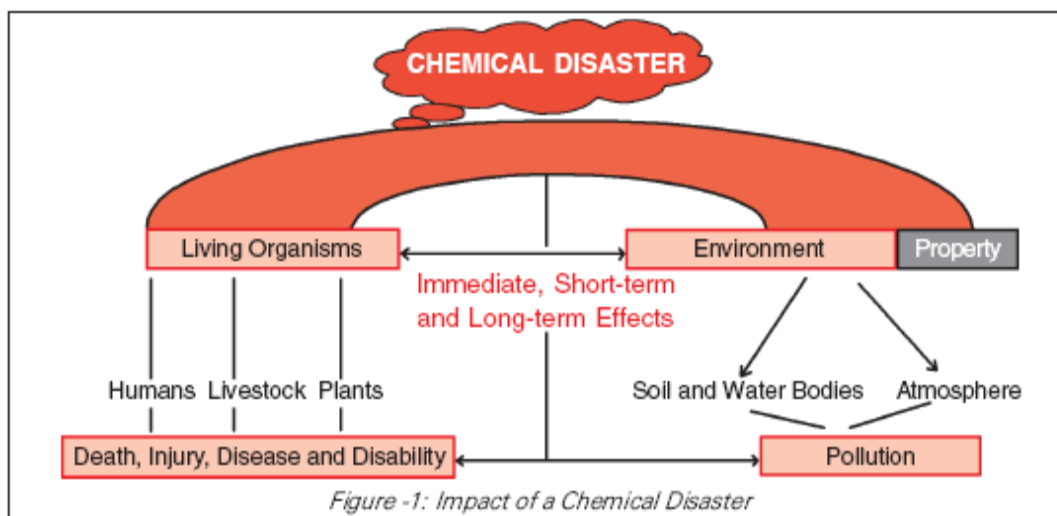 CHEMICAL DISASTER
Living Organisms
Environment
Property
Immediate, Short-term
and Long-term Effects
Humans Livestock Plants
Soil and Water Bodies
Atmosphere
Death, Injury, Disease and Disability
Pollution
Figure -1: Impact of a Chemical Disaster